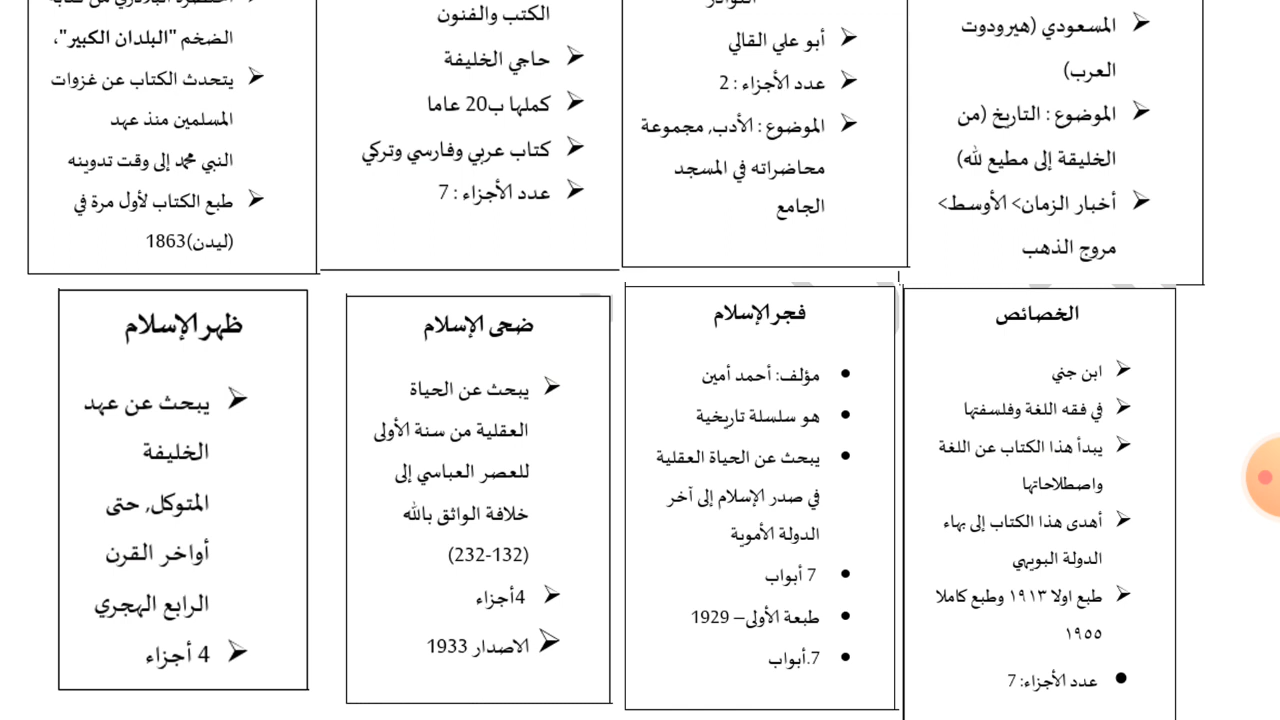 المسعودي (هيرودوت
العرب)
الموضوع : التاريخ (من
الخليقة إلى مطيع لله)
أخبار الزمان> الأوسط>
مروج الذهب
أبو علي القالي
عدد الأجزاء : 2
الموضوع : الأدب, مجموعة
محاضراته في المسجد
الجامع
الكتب والفنون
حاجي الخليفة
كملها ب20 عاما
كتاب عربي وفارسي وتركي
عدد الأجزاء : 7
الضخم "البلدان الكبير"،
يتحدث الكتاب عن غزوات
المسلمين منذ عهد
النبي محمد إلى وقت تدوينه
طبع الكتاب لأول مرة في
(ليدن)1863
الخصائص
ابن جني
في فقه اللغة وفلسفتها
يبدأ هذا الكتاب عن اللغة
واصطلاحاتها
أهدى هذا الكتاب إلى بهاء
الدولة البويهي
طبع اولا ١٩١٣ وطبع كاملا
١٩٥٥
عدد الأجزاء: 7
فجر الإسلام
مؤلف: أحمد أمين
هو سلسلة تاريخية
يبحث عن الحياة العقلية
في صدر الإسلام إلى آخر
الدولة الأموية
7 أبواب
طبعة الأولى– 1929
7.أبواب
ضحى الإسلام
يبحث عن الحياة
العقلية من سنة الأولى
للعصر العباسي إلى
خلافة الواثق بالله
(132-232)
4أجزاء
الاصدار 1933
ظهر الإسلام
يبحث عن عهد
الخليفة
المتوكل, حتى
أواخر القرن
الرابع الهجري
4 أجزاء